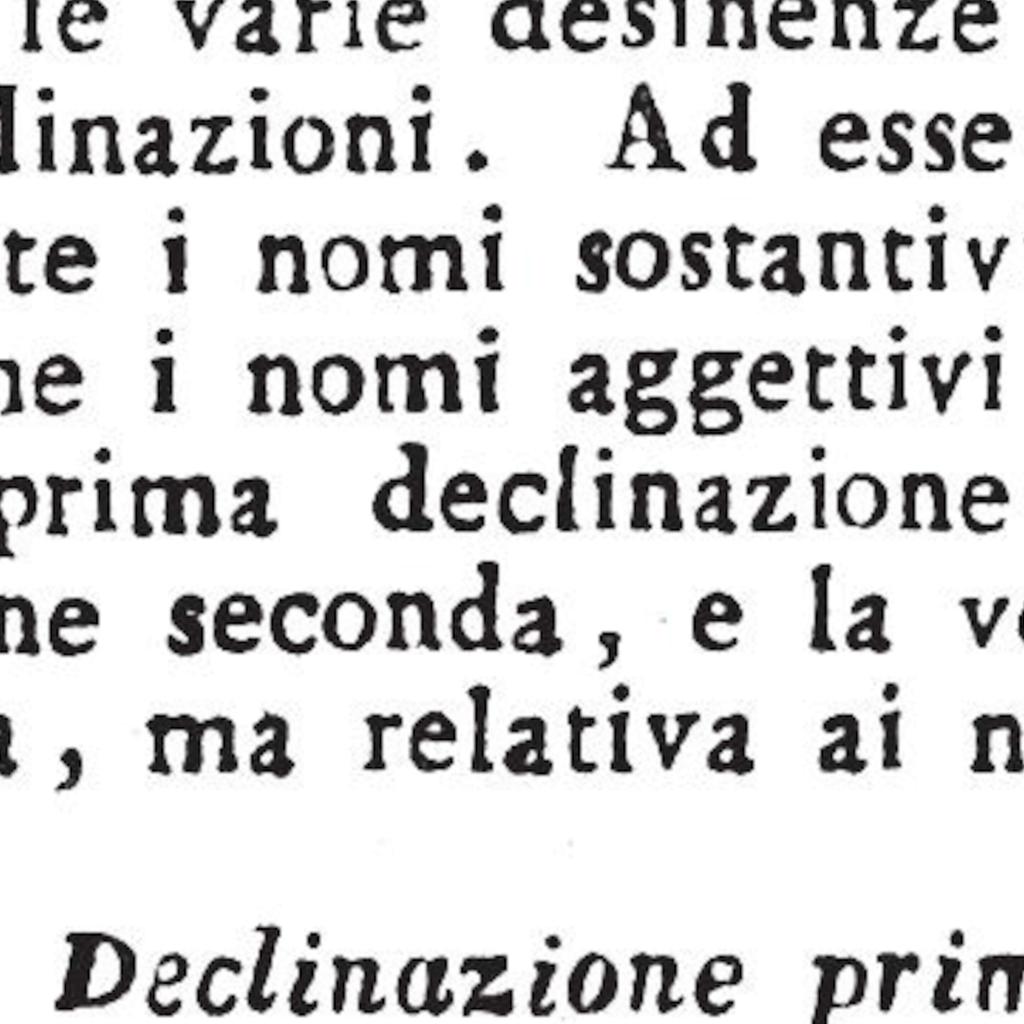 le varie desinenze
linazioni. Ad esse
te i nomi sostantiv
ne i nomi aggettivi
prima declinazione
ne seconda, e la ve
a, ma relativa ai n
Declinazione prim